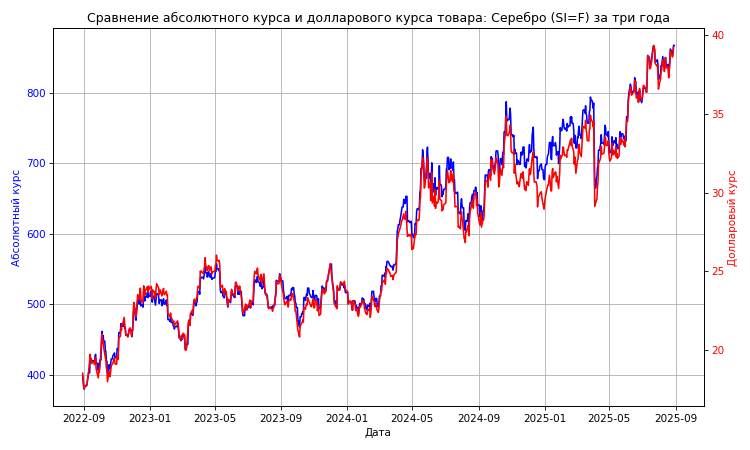 Сравнение абсолютного курса и долларового курса товара: Серебро (SI=F) за три года
Абсолютный курс
800
700
600
500
400
40
35
30
25
20
Долларовый курс
2022-09 2023-01 2023-05 2023-09 2024-01 2024-05 2024-09 2025-01 2025-05 2025-09
Дата